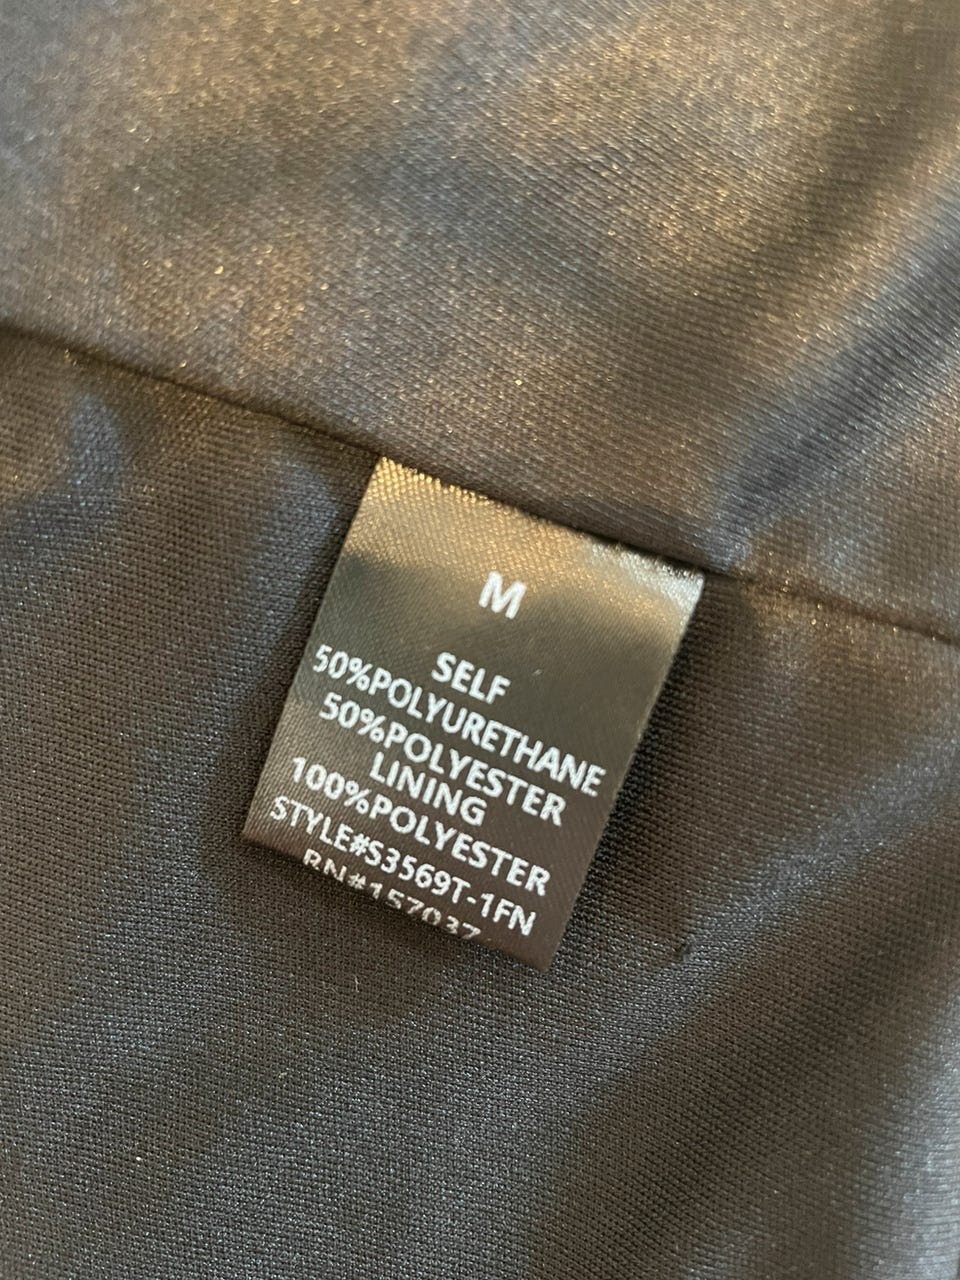 M
SELF
50%POLYURETHANE
50%POLYESTER
LINING
100%POLYESTER
STYLE#S3569T-1FN
RN#157037